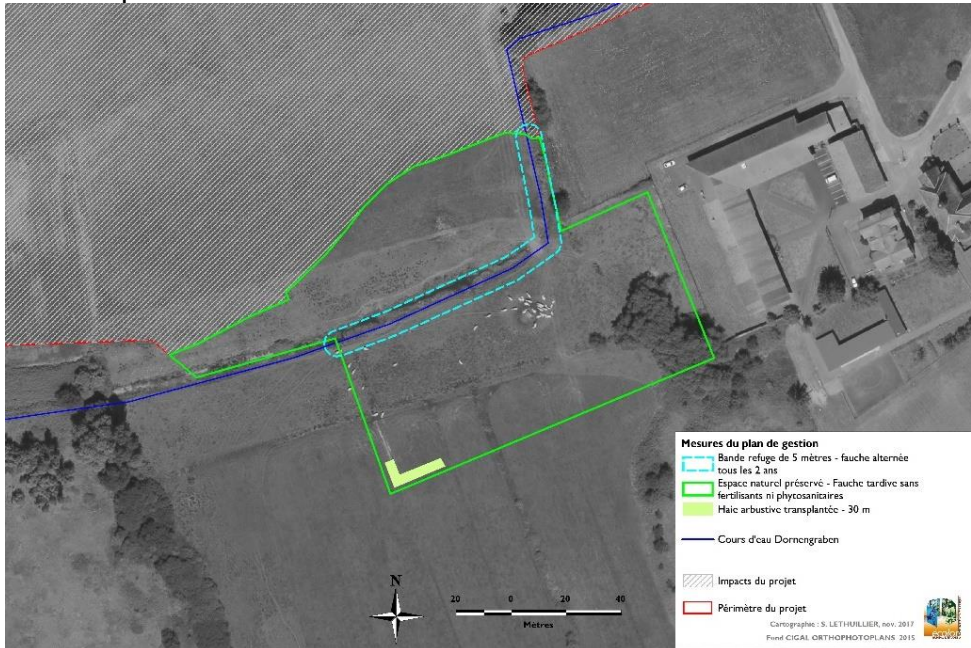 Mesures du plan de gestion
Bande refuge de 5 mètres - fauche alternée
tous les 2 ans
Espace naturel préservé - Fauche tardive sans
fertilisants ni phytosanitaires
Haie arbustive transplantée - 30 m
Cours d'eau Dornengraben
Impacts du projet
Périmètre du projet
N
20 0 20 40
Mètres
Cartographie : S. LETHUILLIER, nov. 2017
Fond CIGAL ORTHOPHOTOPLANS 2015